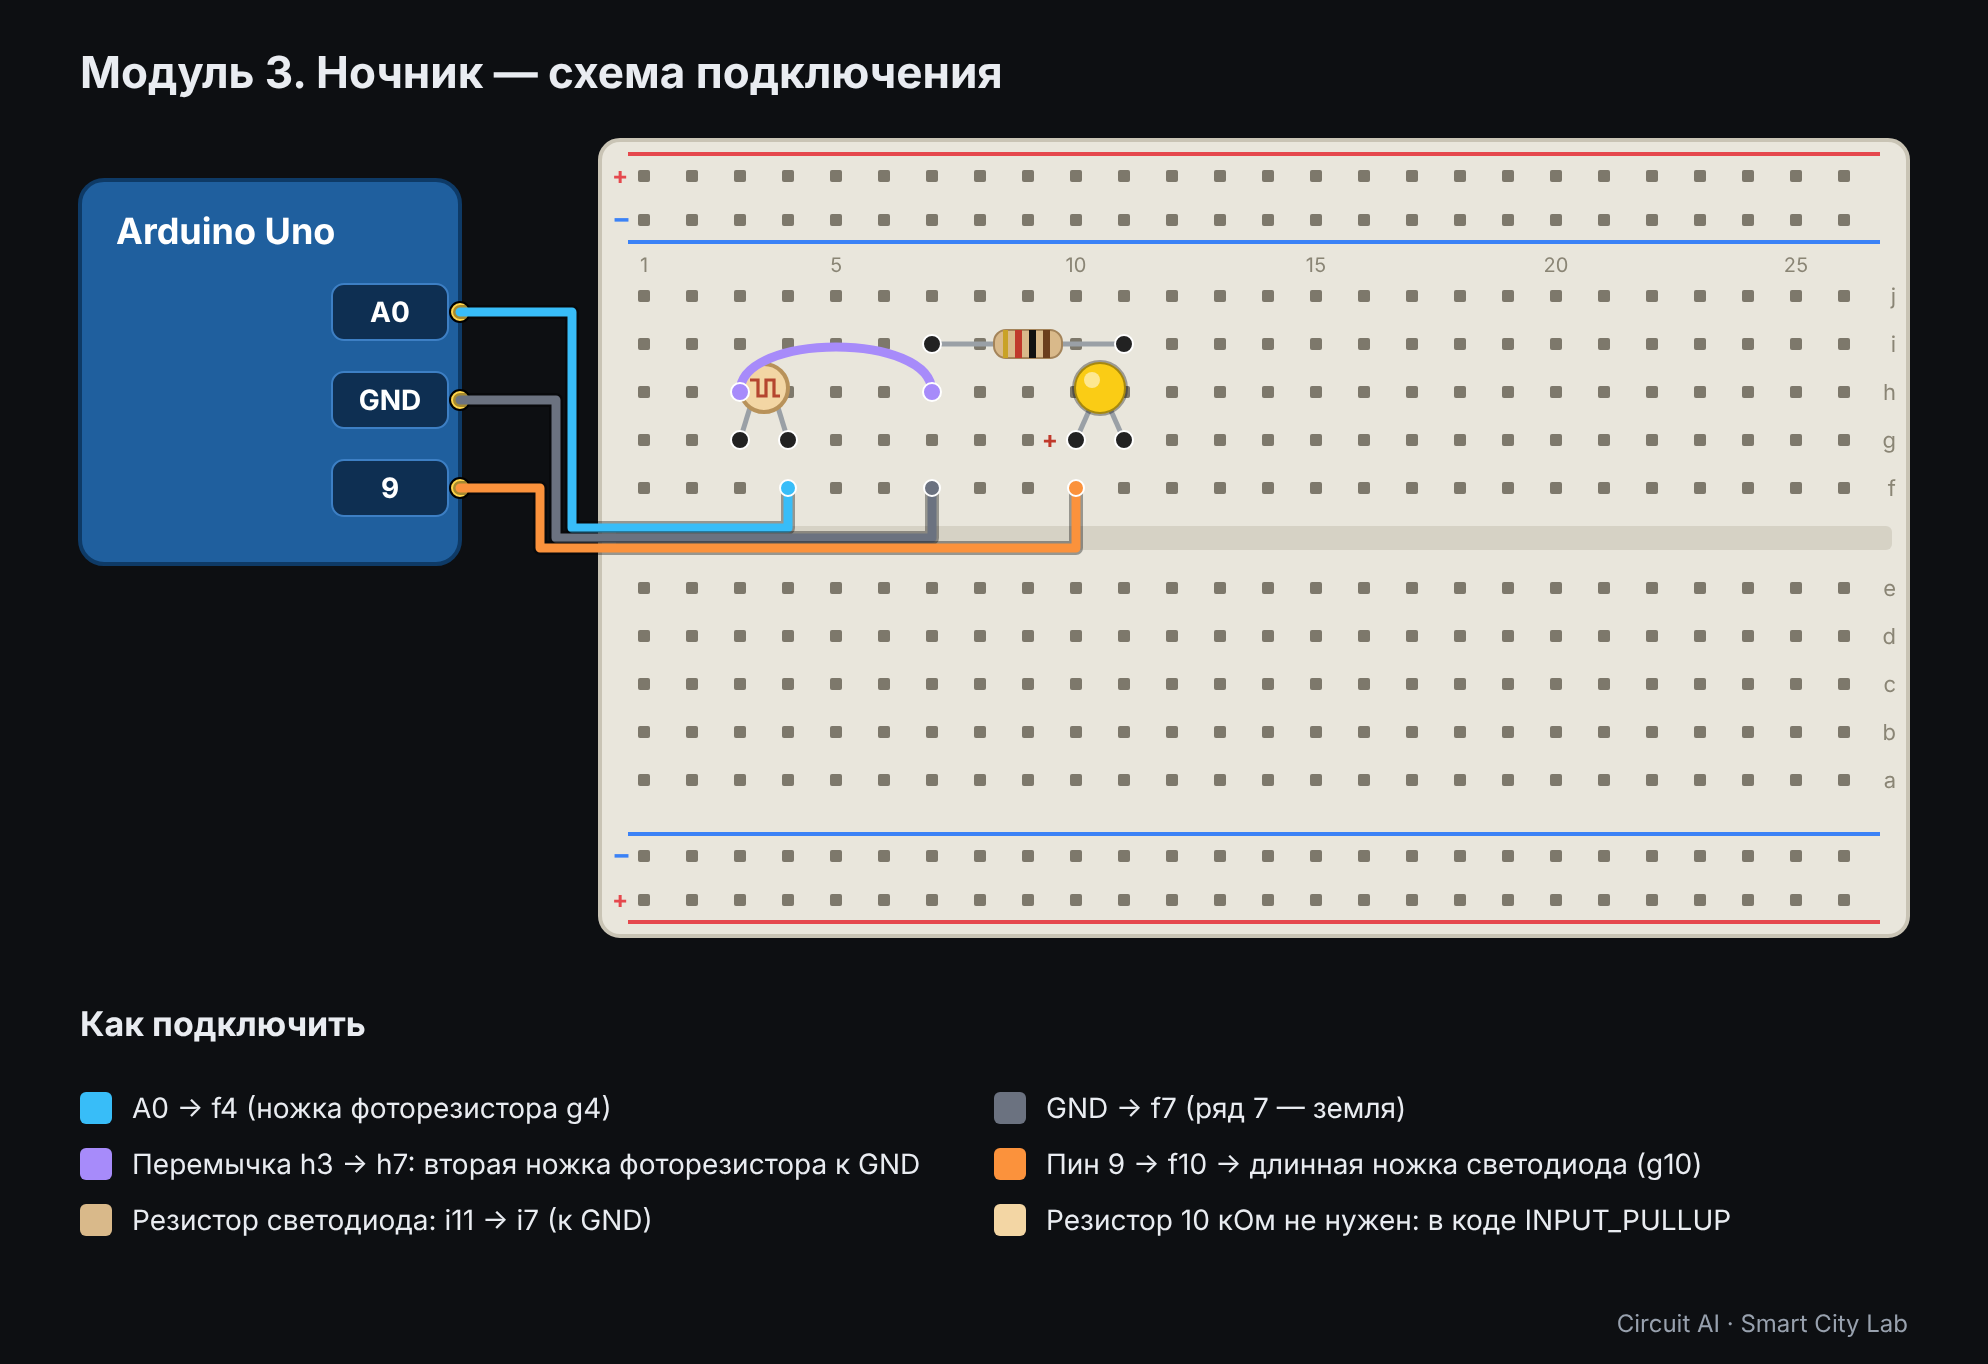 Модуль 3. Ночник — схема подключения
Arduino Uno
A0
GND
9
+
−
1 5 10 15 20 25
j
i
h
+ g
f
e
d
c
b
a
−
+
Как подключить
A0 → f4 (ножка фоторезистора g4)
GND → f7 (ряд 7 — земля)
Перемычка h3 → h7: вторая ножка фоторезистора к GND
Пин 9 → f10 → длинная ножка светодиода (g10)
Резистор светодиода: i11 → i7 (к GND)
Резистор 10 кОм не нужен: в коде INPUT_PULLUP
Circuit AI · Smart City Lab